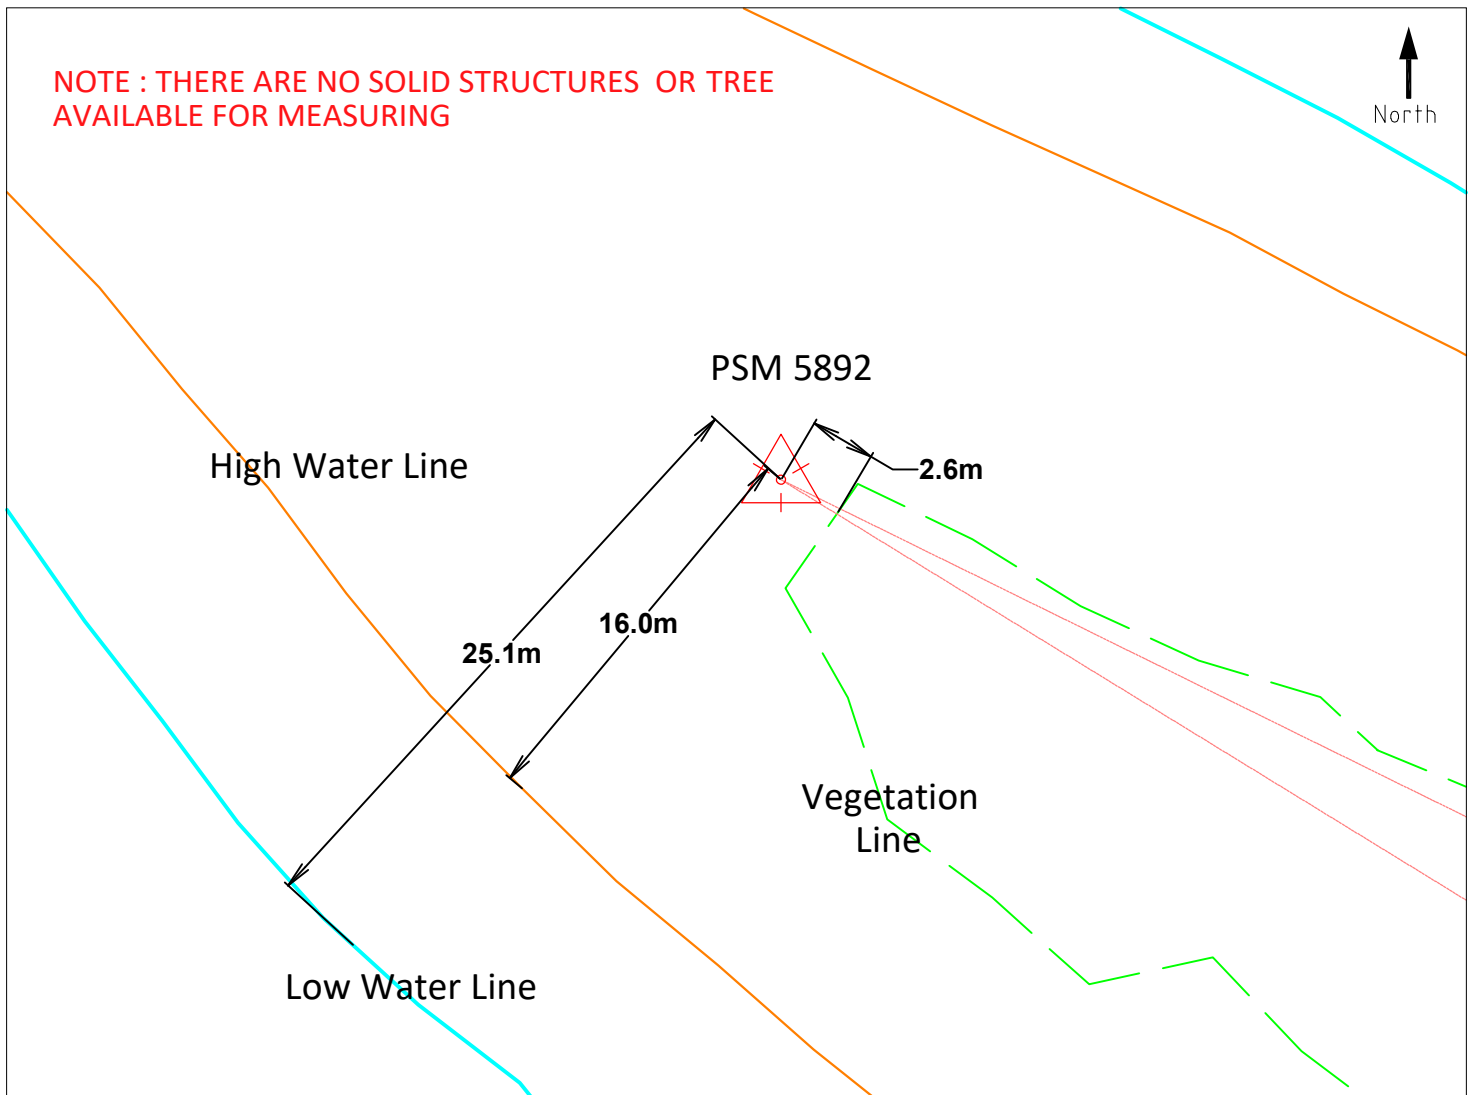 NOTE : THERE ARE NO SOLID STRUCTURES OR TREE
AVAILABLE FOR MEASURING
North
PSM 5892
High Water Line
2.6m
16.0m
25.1m
Vegetation
Line
Low Water Line